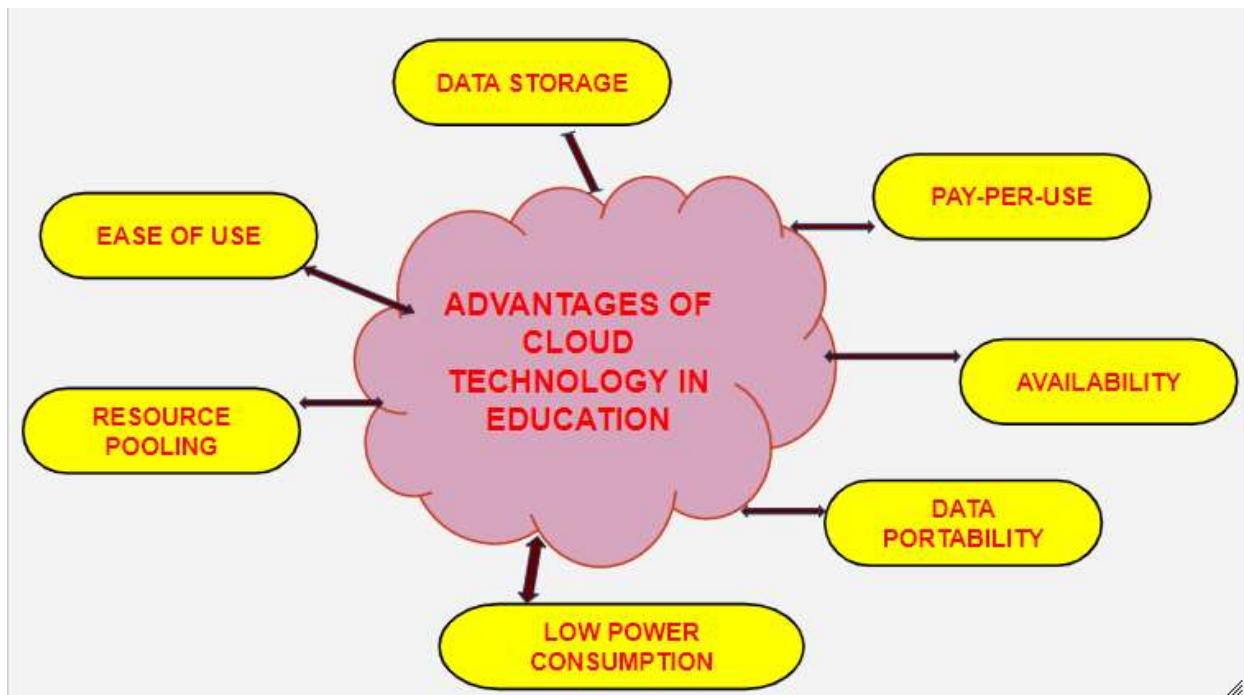 DATA STORAGE
PAY-PER-USE
EASE OF USE
ADVANTAGES OF
CLOUD
TECHNOLOGY IN
EDUCATION
AVAILABILITY
RESOURCE
POOLING
DATA
PORTABILITY
LOW POWER
CONSUMPTION